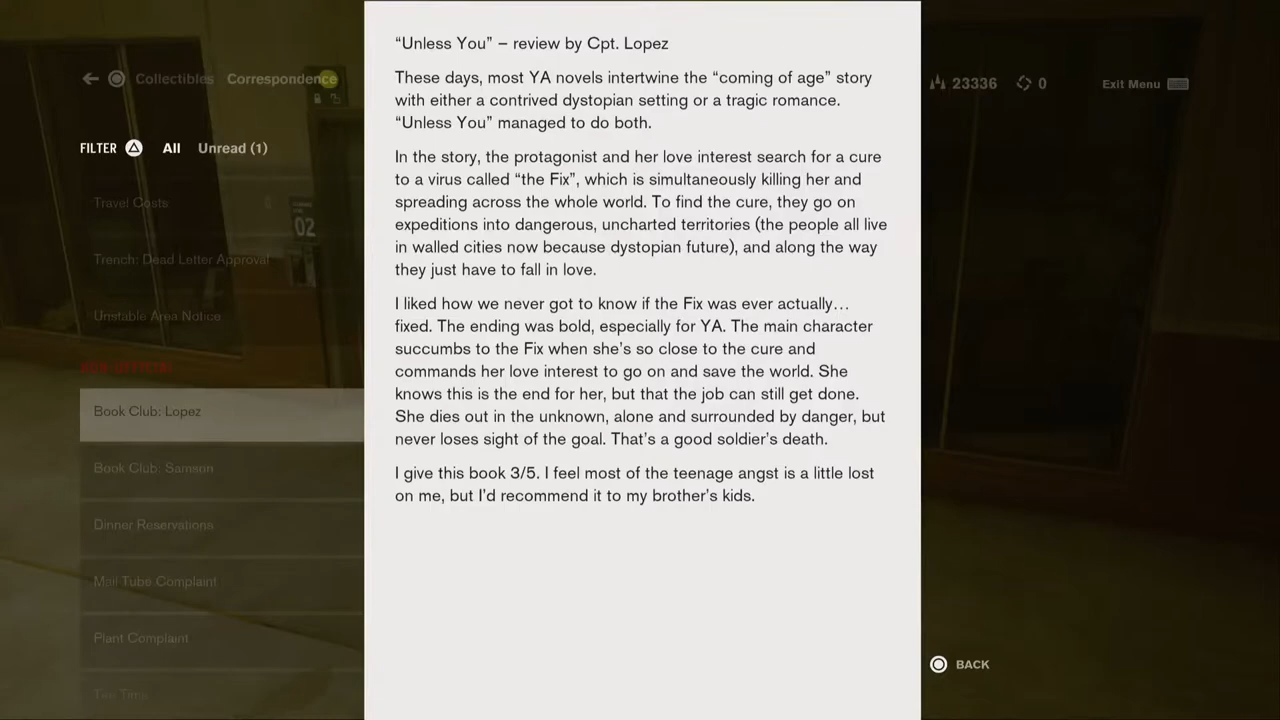 “Unless You” – review by Cpt. Lopez
These days, most YA novels intertwine the “coming of age” story
with either a contrived dystopian setting or a tragic romance.
“Unless You” managed to do both.
In the story, the protagonist and her love interest search for a cure
to a virus called “the Fix”, which is simultaneously killing her and
spreading across the whole world. To find the cure, they go on
expeditions into dangerous, uncharted territories (the people all live
in walled cities now because dystopian future), and along the way
they just have to fall in love.
I liked how we never got to know if the Fix was ever actually…
fixed. The ending was bold, especially for YA. The main character
succumbs to the Fix when she’s so close to the cure and
commands her love interest to go on and save the world. She
knows this is the end for her, but that the job can still get done.
She dies out in the unknown, alone and surrounded by danger, but
never loses sight of the goal. That’s a good soldier’s death.
I give this book 3/5. I feel most of the teenage angst is a little lost
on me, but I’d recommend it to my brother’s kids.
Collectibles Correspondence
FILTER All Unread (1)
Travel Costs
Trench: Dead Letter Approval
Unstable Area Notice
Book Club: Lopez
Book Club: Samson
Dinner Reservations
Mail Tube Complaint
Plant Complaint
02
23336 0 Exit Menu
BACK